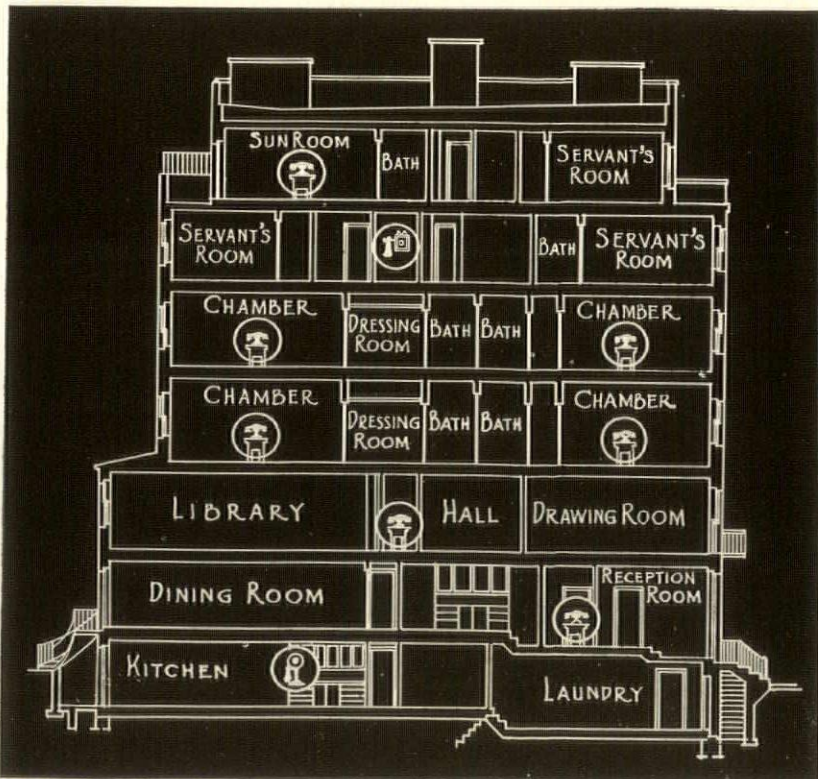 SUN ROOM
BATH
SERVANT'S
ROOM
SERVANT'S
ROOM
BATH
SERVANT'S
ROOM
CHAMBER
DRESSING
ROOM
BATH
BATH
CHAMBER
CHAMBER
DRESSING
ROOM
BATH
BATH
CHAMBER
LIBRARY
HALL
DRAWING ROOM
DINING ROOM
RECEPTION
ROOM
KITCHEN
LAUNDRY